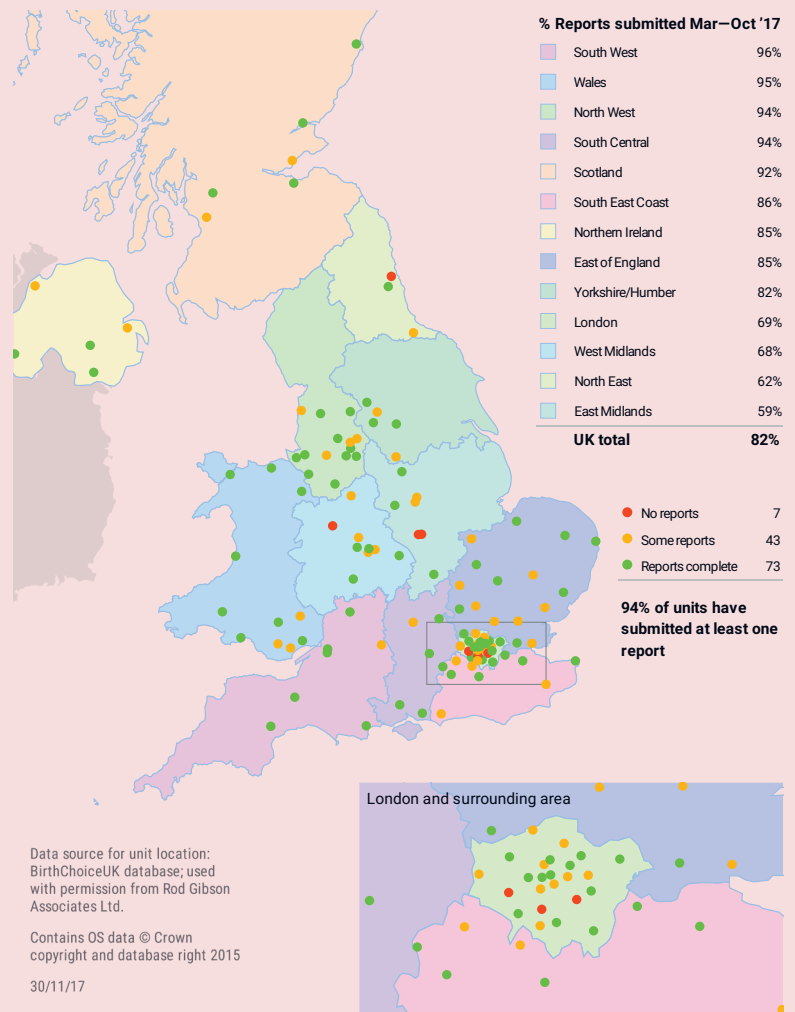 % Reports submitted Mar—Oct ’17
South West 96%
Wales 95%
North West 94%
South Central 94%
Scotland 92%
South East Coast 86%
Northern Ireland 85%
East of England 85%
Yorkshire/Humber 82%
London 69%
West Midlands 68%
North East 62%
East Midlands 59%
UK total 82%
No reports 7
Some reports 43
Reports complete 73
94% of units have
submitted at least one
report
London and surrounding area
Data source for unit location:
BirthChoiceUK database; used
with permission from Rod Gibson
Associates Ltd.
Contains OS data © Crown
copyright and database right 2015
30/11/17